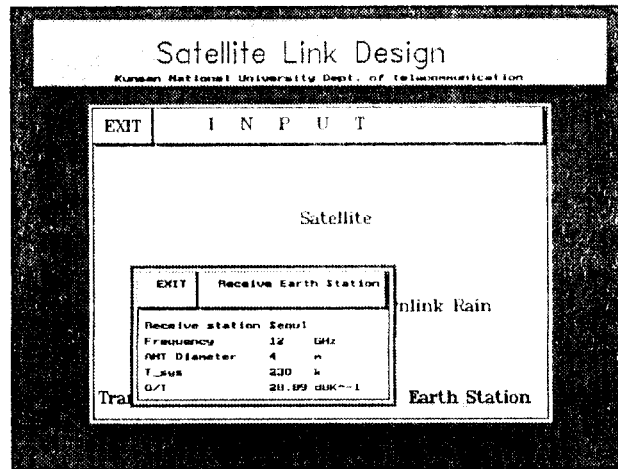 Satellite Link Design
Kunsan National University Dept. of telecommunication
EXIT I N P U T
Satellite
EXIT Receive Earth Station
nlink Rain
Receive station Seoul
Frequency 12 GHz
ANT Diameter 4 m
T_sys 230 k
G/T 20.89 dBK^-1
Tra
Earth Station